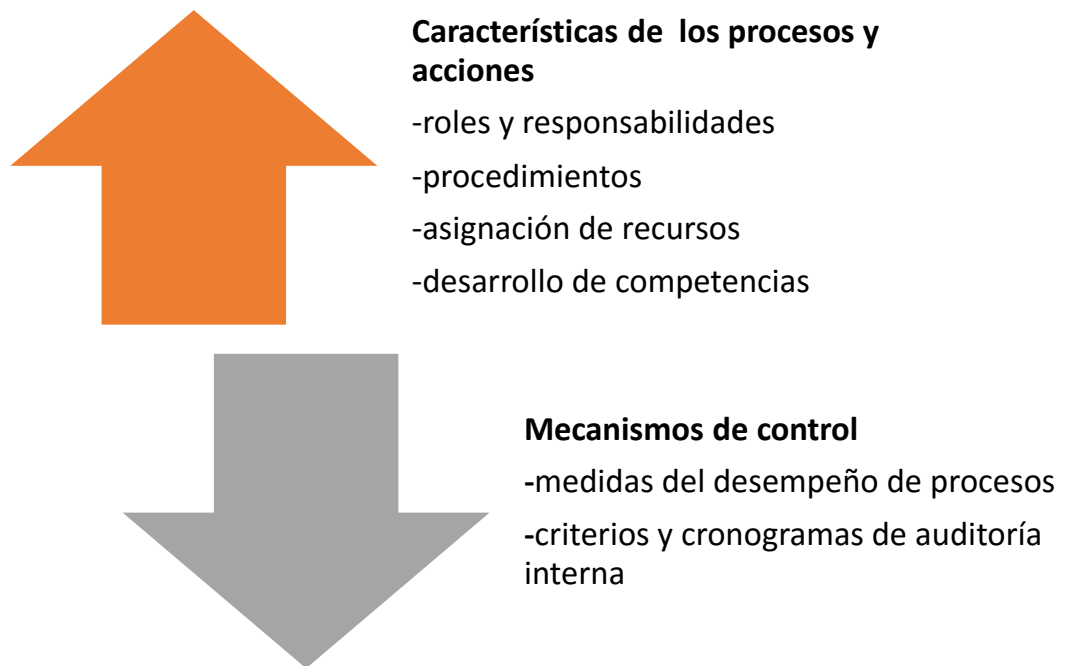 Características de los procesos y
acciones
-roles y responsabilidades
-procedimientos
-asignación de recursos
-desarrollo de competencias
Mecanismos de control
-medidas del desempeño de procesos
-criterios y cronogramas de auditoría
interna